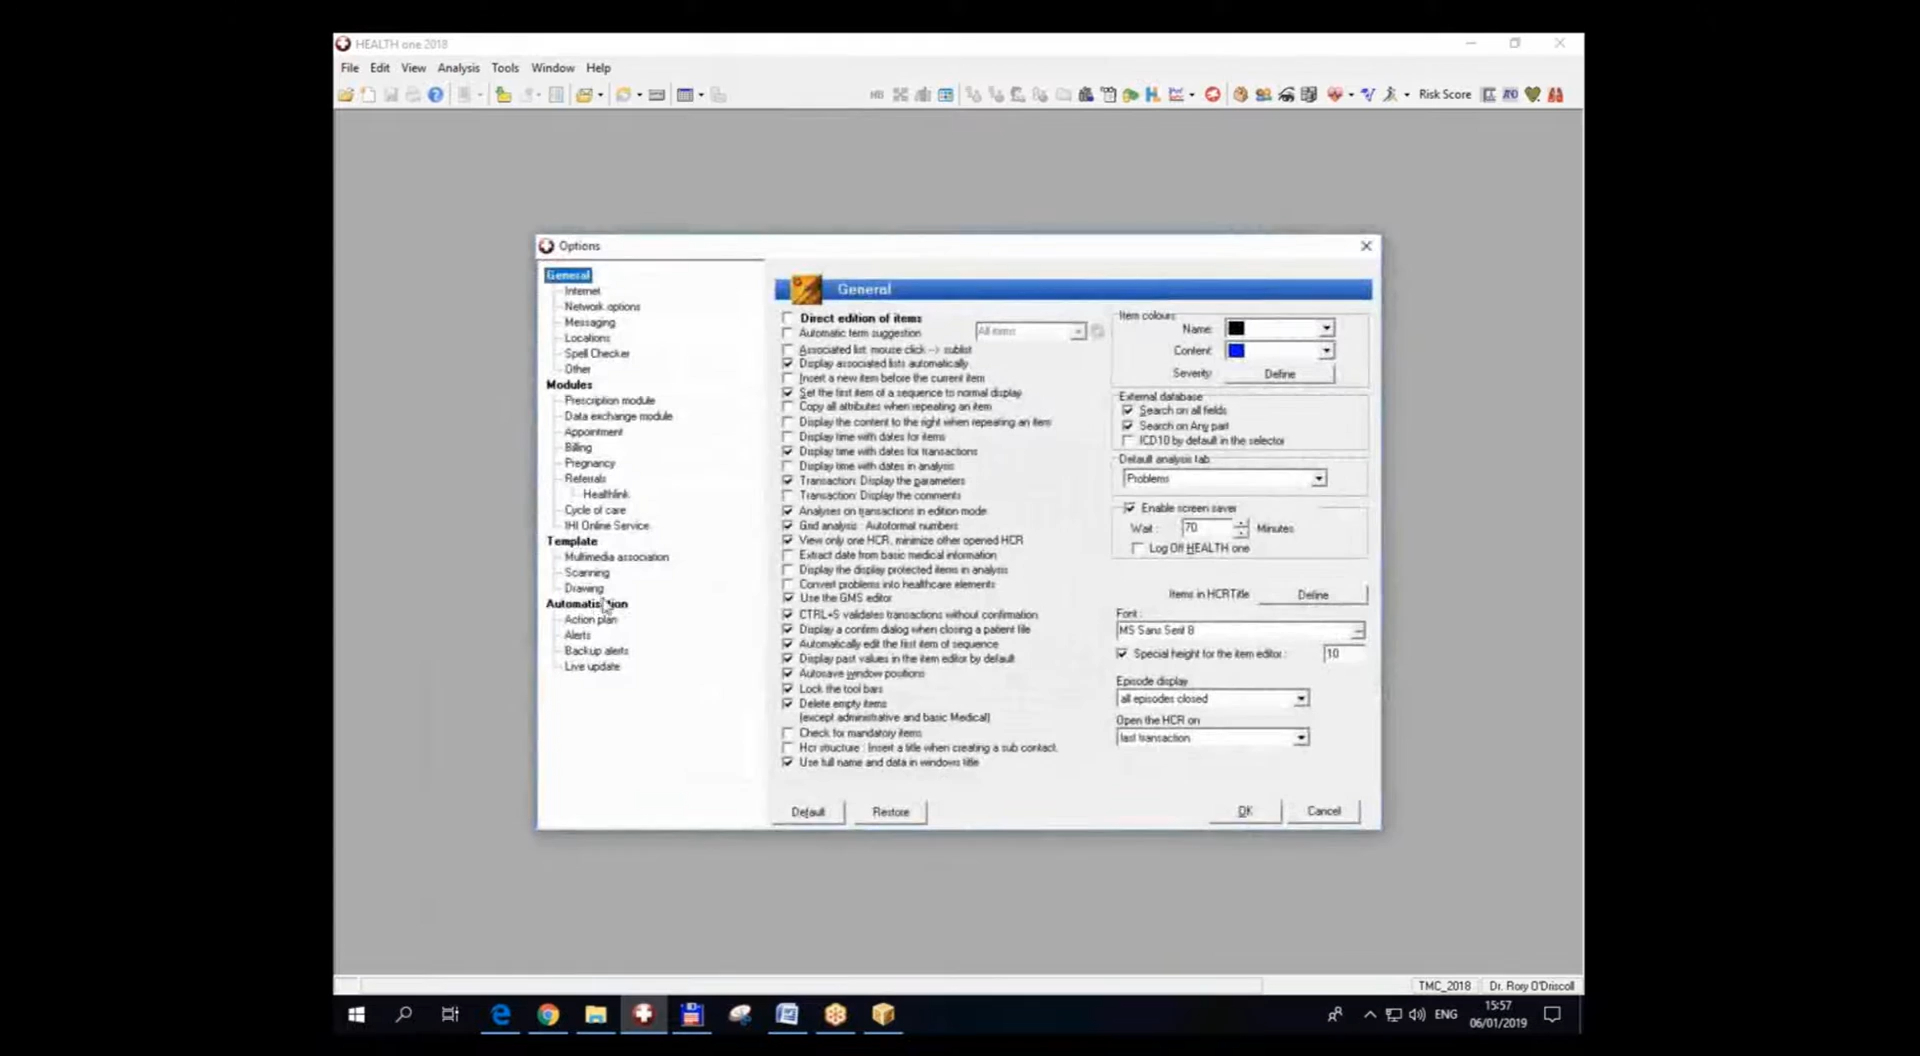 HEALTH one 2018
File Edit View Analysis Tools Window Help
Risk Score
Options
General
Internet
Network options
Messaging
Locations
Spell Checker
Other
Modules
Prescription module
Data exchange module
Appointment
Billing
Pregnancy
Referrals
Healthlink
Cycle of care
IHI Online Service
Template
Multimedia association
Scanning
Drawing
Automatisation
Action plan
Alerts
Backup alerts
Live update
General
Direct edition of items
Automatic term suggestion All items
Associated list: mouse click --> sublist
Display associated lists automatically
Insert a new item before the current item
Set the first item of a sequence to normal display
Copy all attributes when repeating an item
Display the content to the right when repeating an item
Display time with dates for items
Display time with dates for transactions
Display time with dates in analysis
Transaction: Display the parameters
Transaction: Display the comments
Analyses on transactions in edition mode
Grid analysis : Autoformat numbers
View only one HCR, minimize other opened HCR
Extract date from basic medical information
Display the display protected items in analysis
Convert problems into healthcare elements
Use the GMS editor
CTRL+S validates transactions without confirmation
Display a confirm dialog when closing a patient file
Automatically edit the first item of sequence
Display past values in the item editor by default
Autosave window positions
Lock the tool bars
Delete empty items
(except administrative and basic Medical)
Check for mandatory items
Hcr structure : Insert a title when creating a sub contact.
Use full name and data in windows title
Item colours
Name:
Content:
Severity: Define
External database
Search on all fields
Search on Any part
ICD10 by default in the selector
Default analysis tab
Problems
Enable screen saver
Wait : 70 Minutes
Log Off HEALTH one
Items in HCRTitle Define
Font :
MS Sans Serif 8
Special height for the item editor : 10
Episode display
all episodes closed
Open the HCR on
last transaction
Default Restore OK Cancel
TMC_2018 Dr. Rory O'Driscoll
ENG
15:57
06/01/2019